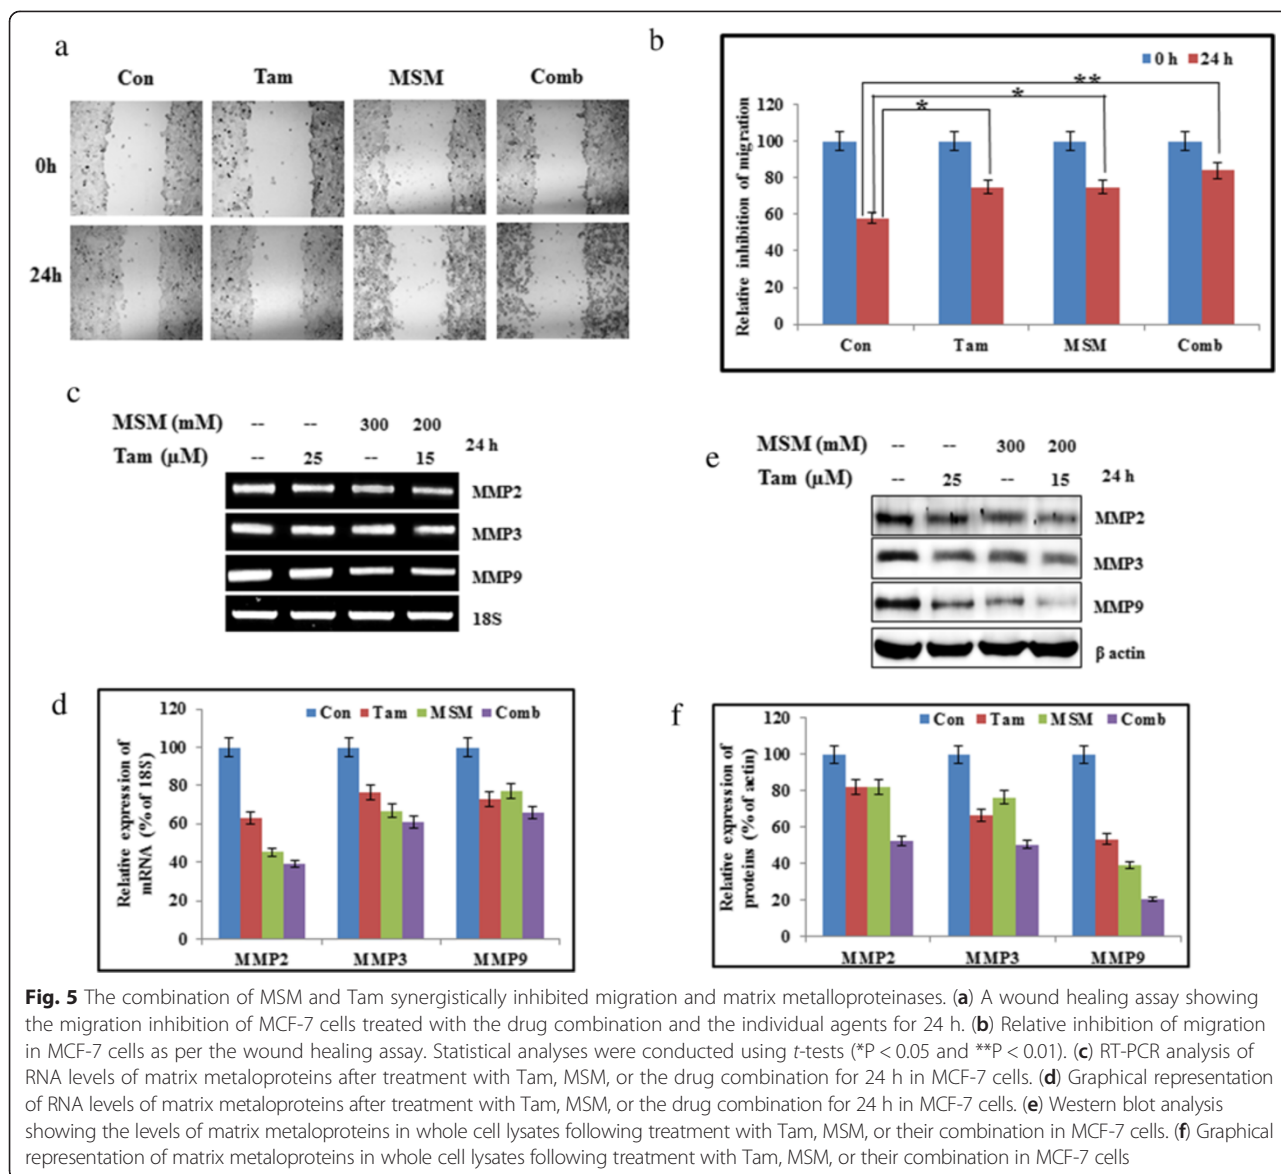 a
Con Tam MSM Comb
0h
24h
b
0 h 24 h
** 
*
*
Relative inhibition of migration
120
100
80
60
40
20
0
Con Tam MSM Comb
c
MSM (mM) -- -- 300 200
24 h
Tam (µM) -- 25 -- 15
MMP2
MMP3
MMP9
18S
e
MSM (mM) -- -- 300 200
Tam (µM) -- 25 -- 15 24 h
MMP2
MMP3
MMP9
β actin
d
Con Tam MSM Comb
Relative expression of
mRNA (% of 18S)
120
100
80
60
40
20
0
MMP2 MMP3 MMP9
f
Con Tam MSM Comb
Relative expression of
proteins (% of actin)
120
100
80
60
40
20
0
MMP2 MMP3 MMP9
Fig. 5 The combination of MSM and Tam synergistically inhibited migration and matrix metalloproteinases. (a) A wound healing assay showing
the migration inhibition of MCF-7 cells treated with the drug combination and the individual agents for 24 h. (b) Relative inhibition of migration
in MCF-7 cells as per the wound healing assay. Statistical analyses were conducted using t-tests (*P < 0.05 and **P < 0.01). (c) RT-PCR analysis of
RNA levels of matrix metaloproteins after treatment with Tam, MSM, or the drug combination for 24 h in MCF-7 cells. (d) Graphical representation
of RNA levels of matrix metaloproteins after treatment with Tam, MSM, or the drug combination for 24 h in MCF-7 cells. (e) Western blot analysis
showing the levels of matrix metaloproteins in whole cell lysates following treatment with Tam, MSM, or their combination in MCF-7 cells. (f) Graphical
representation of matrix metaloproteins in whole cell lysates following treatment with Tam, MSM, or their combination in MCF-7 cells